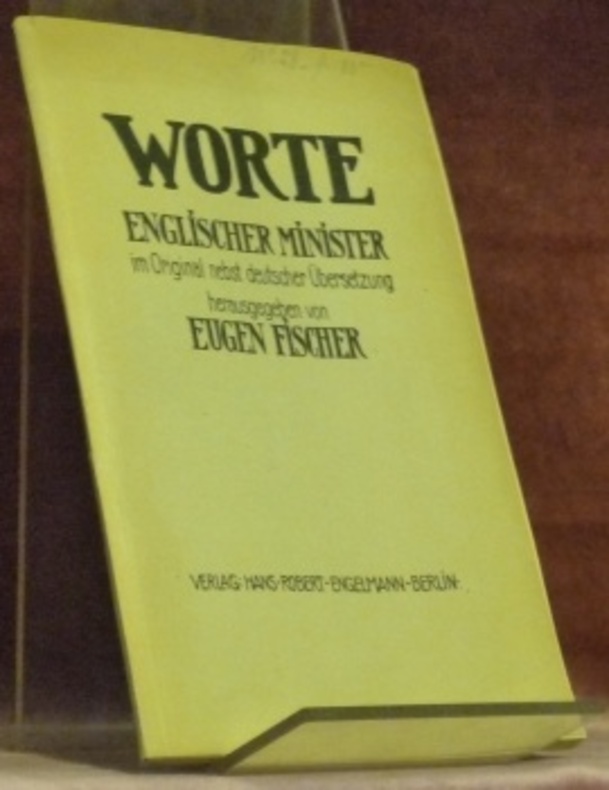 WORTE
ENGLISCHER MINISTER
im Original nebst deutscher Übersetzung
herausgegeben von
EUGEN FISCHER
VERLAG·HANS·ROBERT-ENGELMANN-BERLIN·